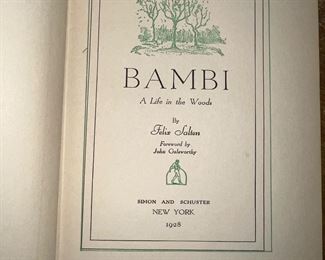 BAMBI
A Life in the Woods
By
Felix Salten
Foreword by
John Galsworthy
SIMON AND SCHUSTER
NEW YORK
1928